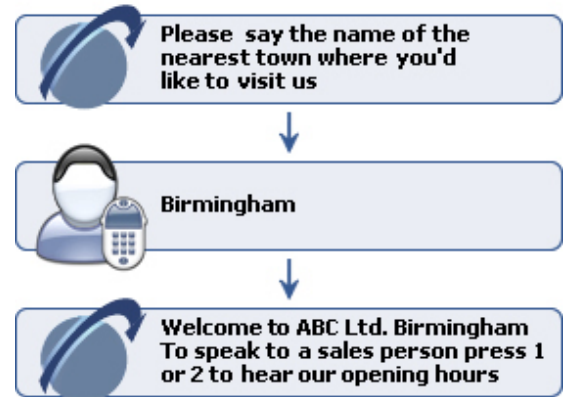 Please say the name of the
nearest town where you'd
like to visit us
Birmingham
Welcome to ABC Ltd. Birmingham
To speak to a sales person press 1
or 2 to hear our opening hours